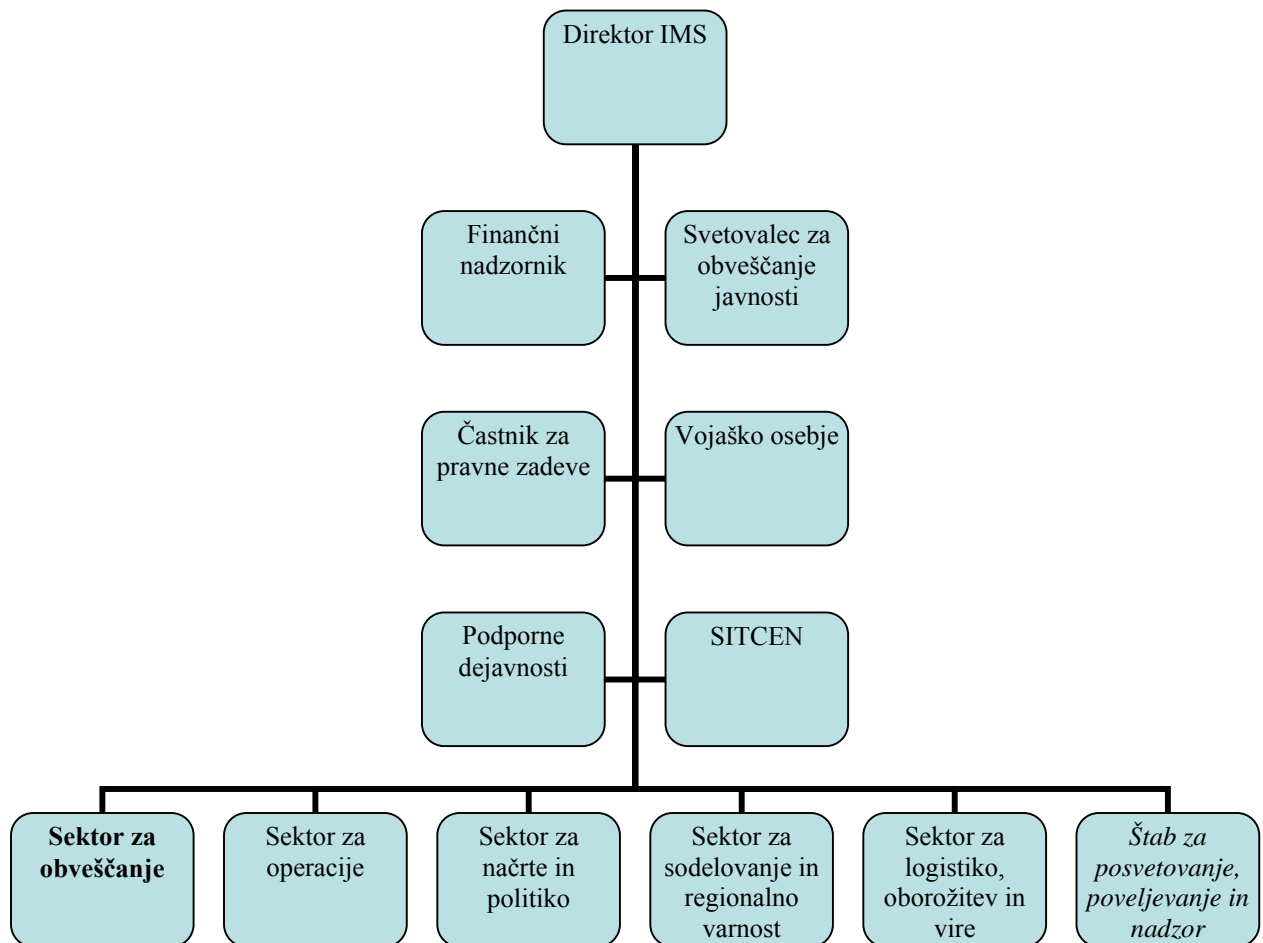 Direktor IMS
Finančni
nadzornik
Svetovalec za
obveščanje
javnosti
Častnik za
pravne zadeve
Vojaško osebje
Podporne
dejavnosti
SITCEN
Sektor za
obveščanje
Sektor za
operacije
Sektor za
načrte in
politiko
Sektor za
sodelovanje in
regionalno
varnost
Sektor za
logistiko,
oborožitev in
vire
Štab za
posvetovanje,
poveljevanje in
nadzor